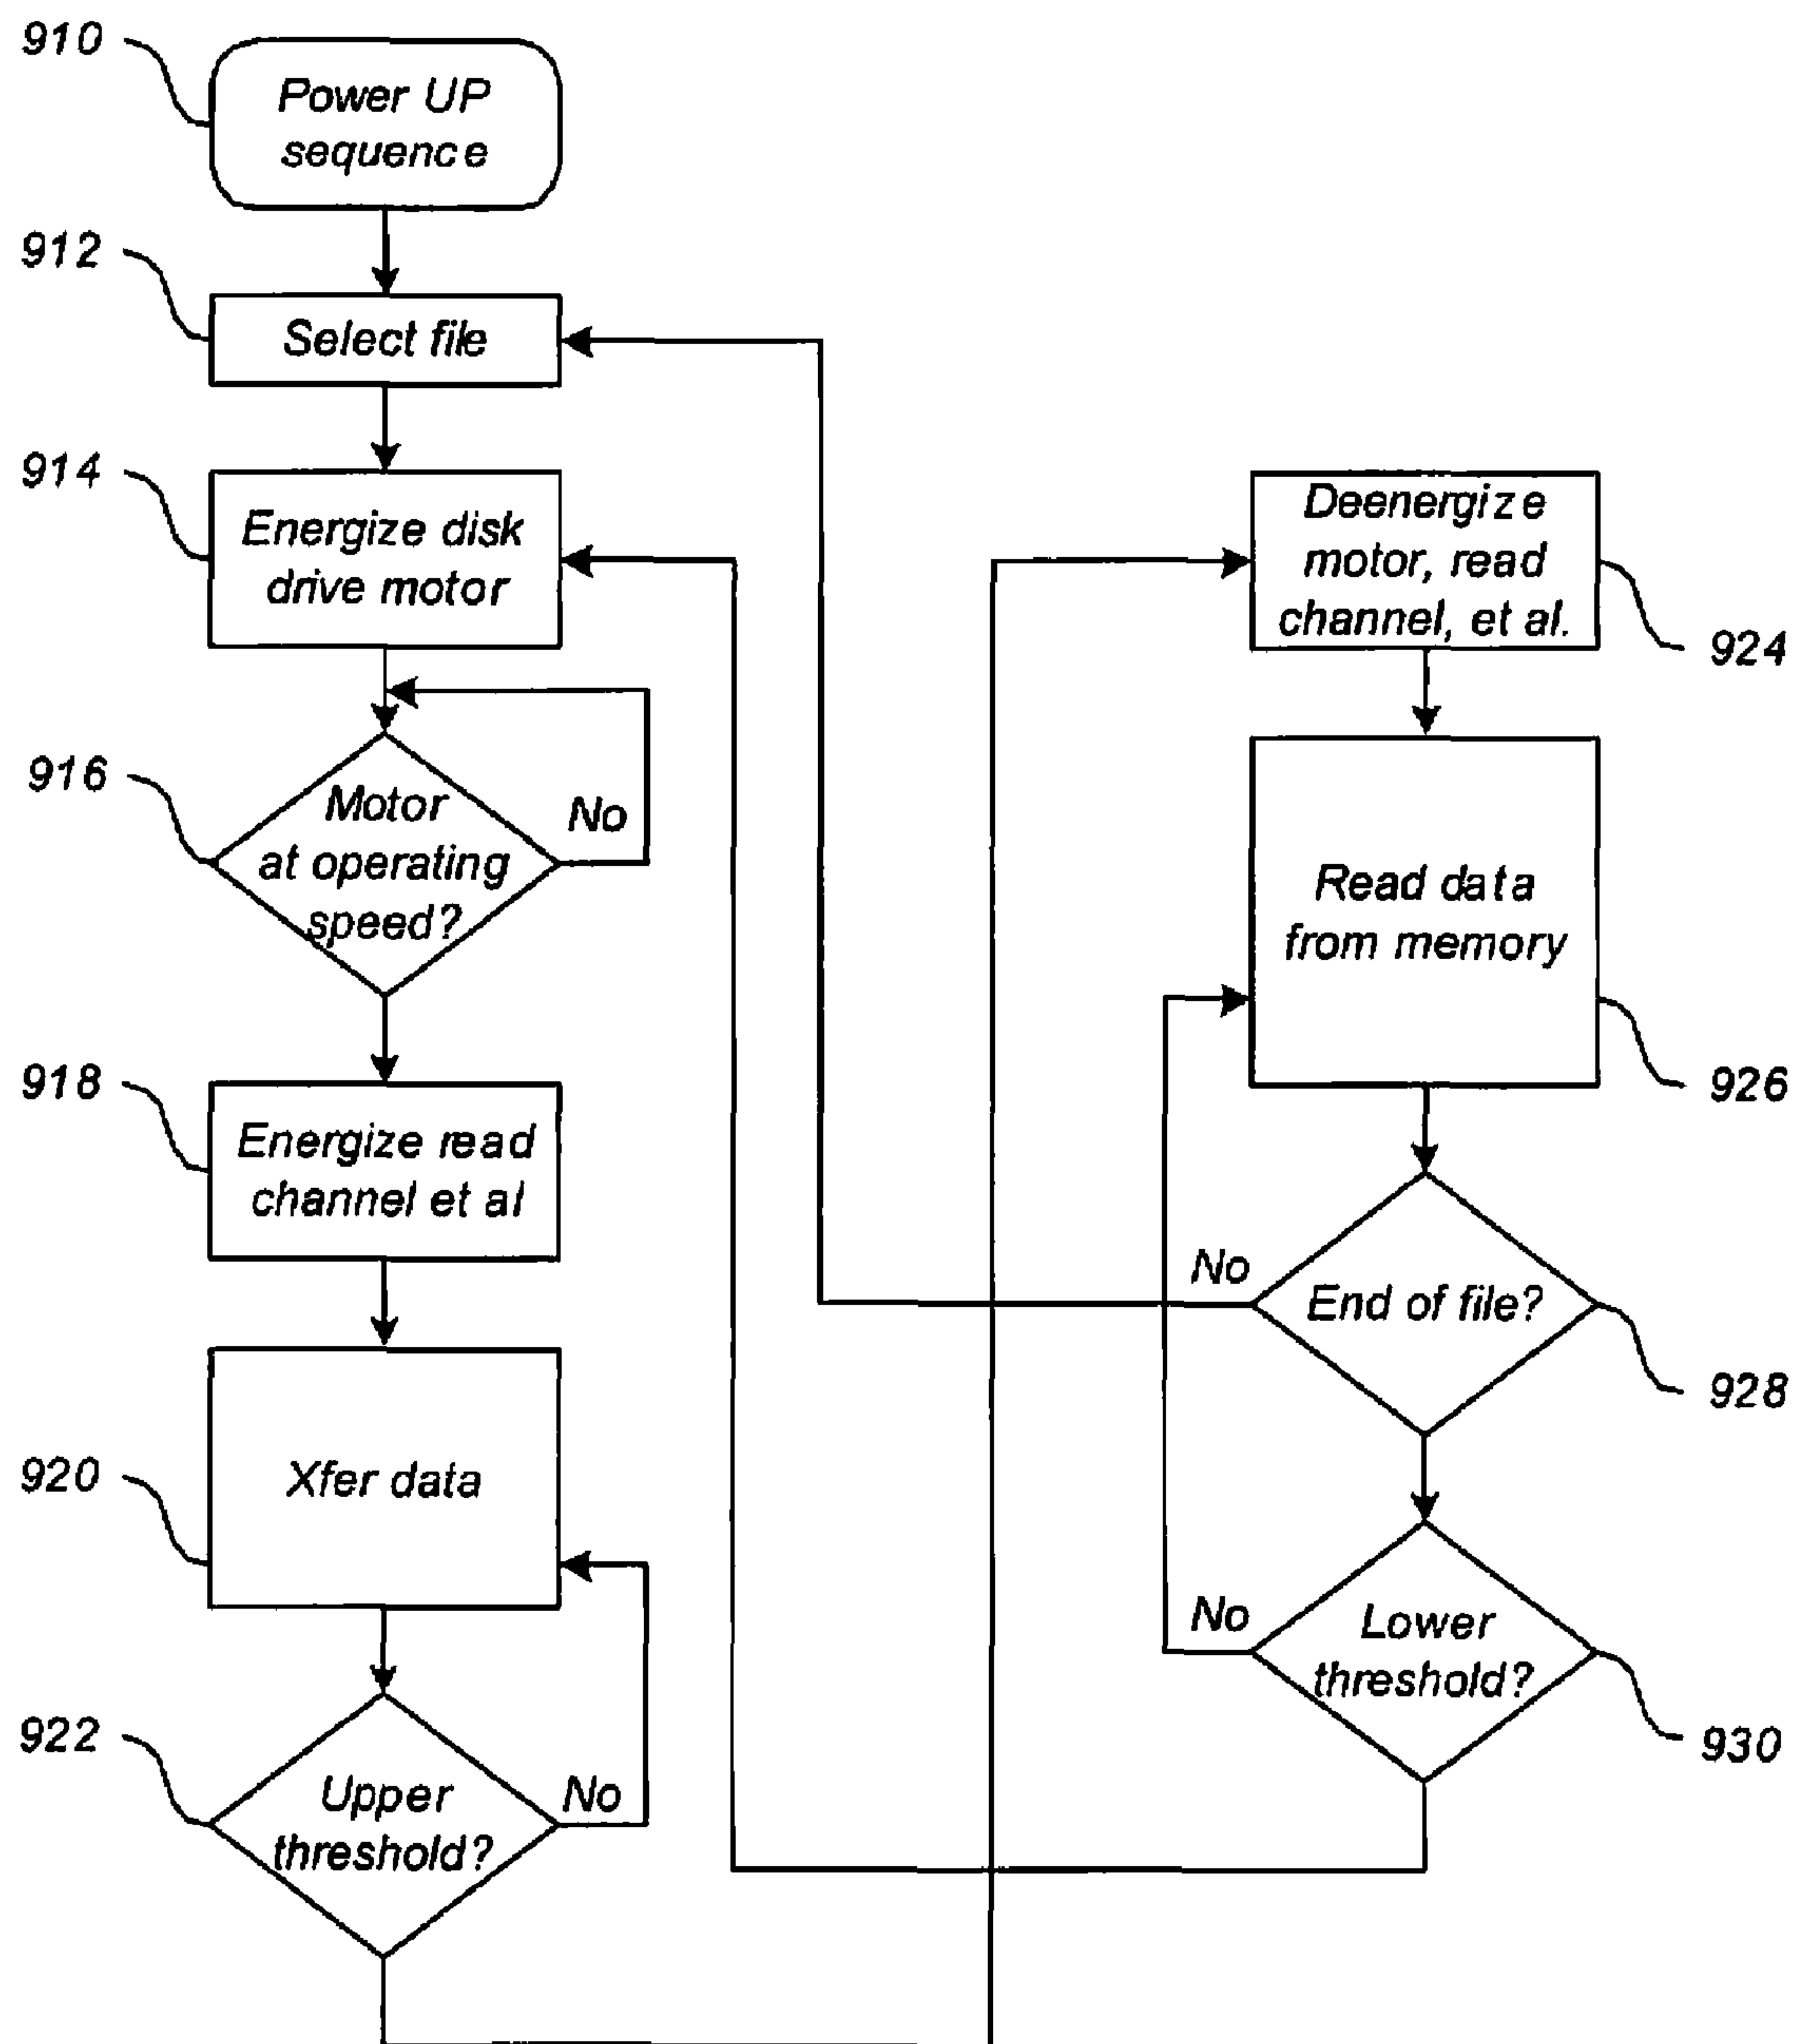 910
Power UP
sequence
912
Select file
914
Energize disk
drive motor
916
Motor
at operating
speed?
No
918
Energize read
channel et al
920
Xfer data
922
Upper
threshold?
No
Deenergize
motor, read
channel, et al.
924
Read data
from memory
926
No
End of file?
928
No
Lower
threshold?
930